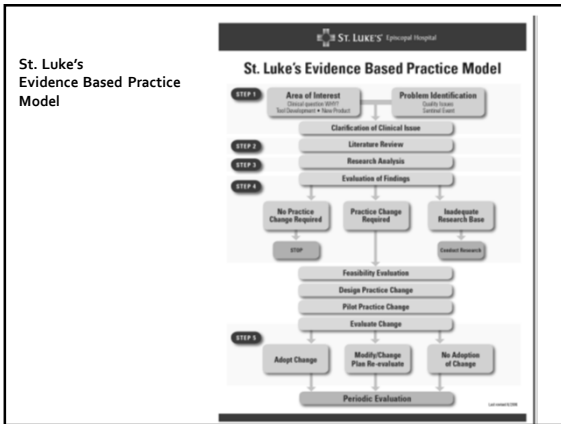 St. Luke's
Evidence Based Practice
Model
ST. LUKE'S Episcopal Hospital
St. Luke's Evidence Based Practice Model
STEP 1
Area of Interest
Clinical question WHY?
Tool Development • New Product
Problem Identification
Quality Issues
Sentinel Event
Clarification of Clinical Issue
STEP 2
Literature Review
STEP 3
Research Analysis
STEP 4
Evaluation of Findings
No Practice
Change Required
Practice Change
Required
Inadequate
Research Base
STOP
Conduct Research
Feasibility Evaluation
Design Practice Change
Pilot Practice Change
Evaluate Change
STEP 5
Adopt Change
Modify/Change
Plan Re-evaluate
No Adoption
of Change
Periodic Evaluation